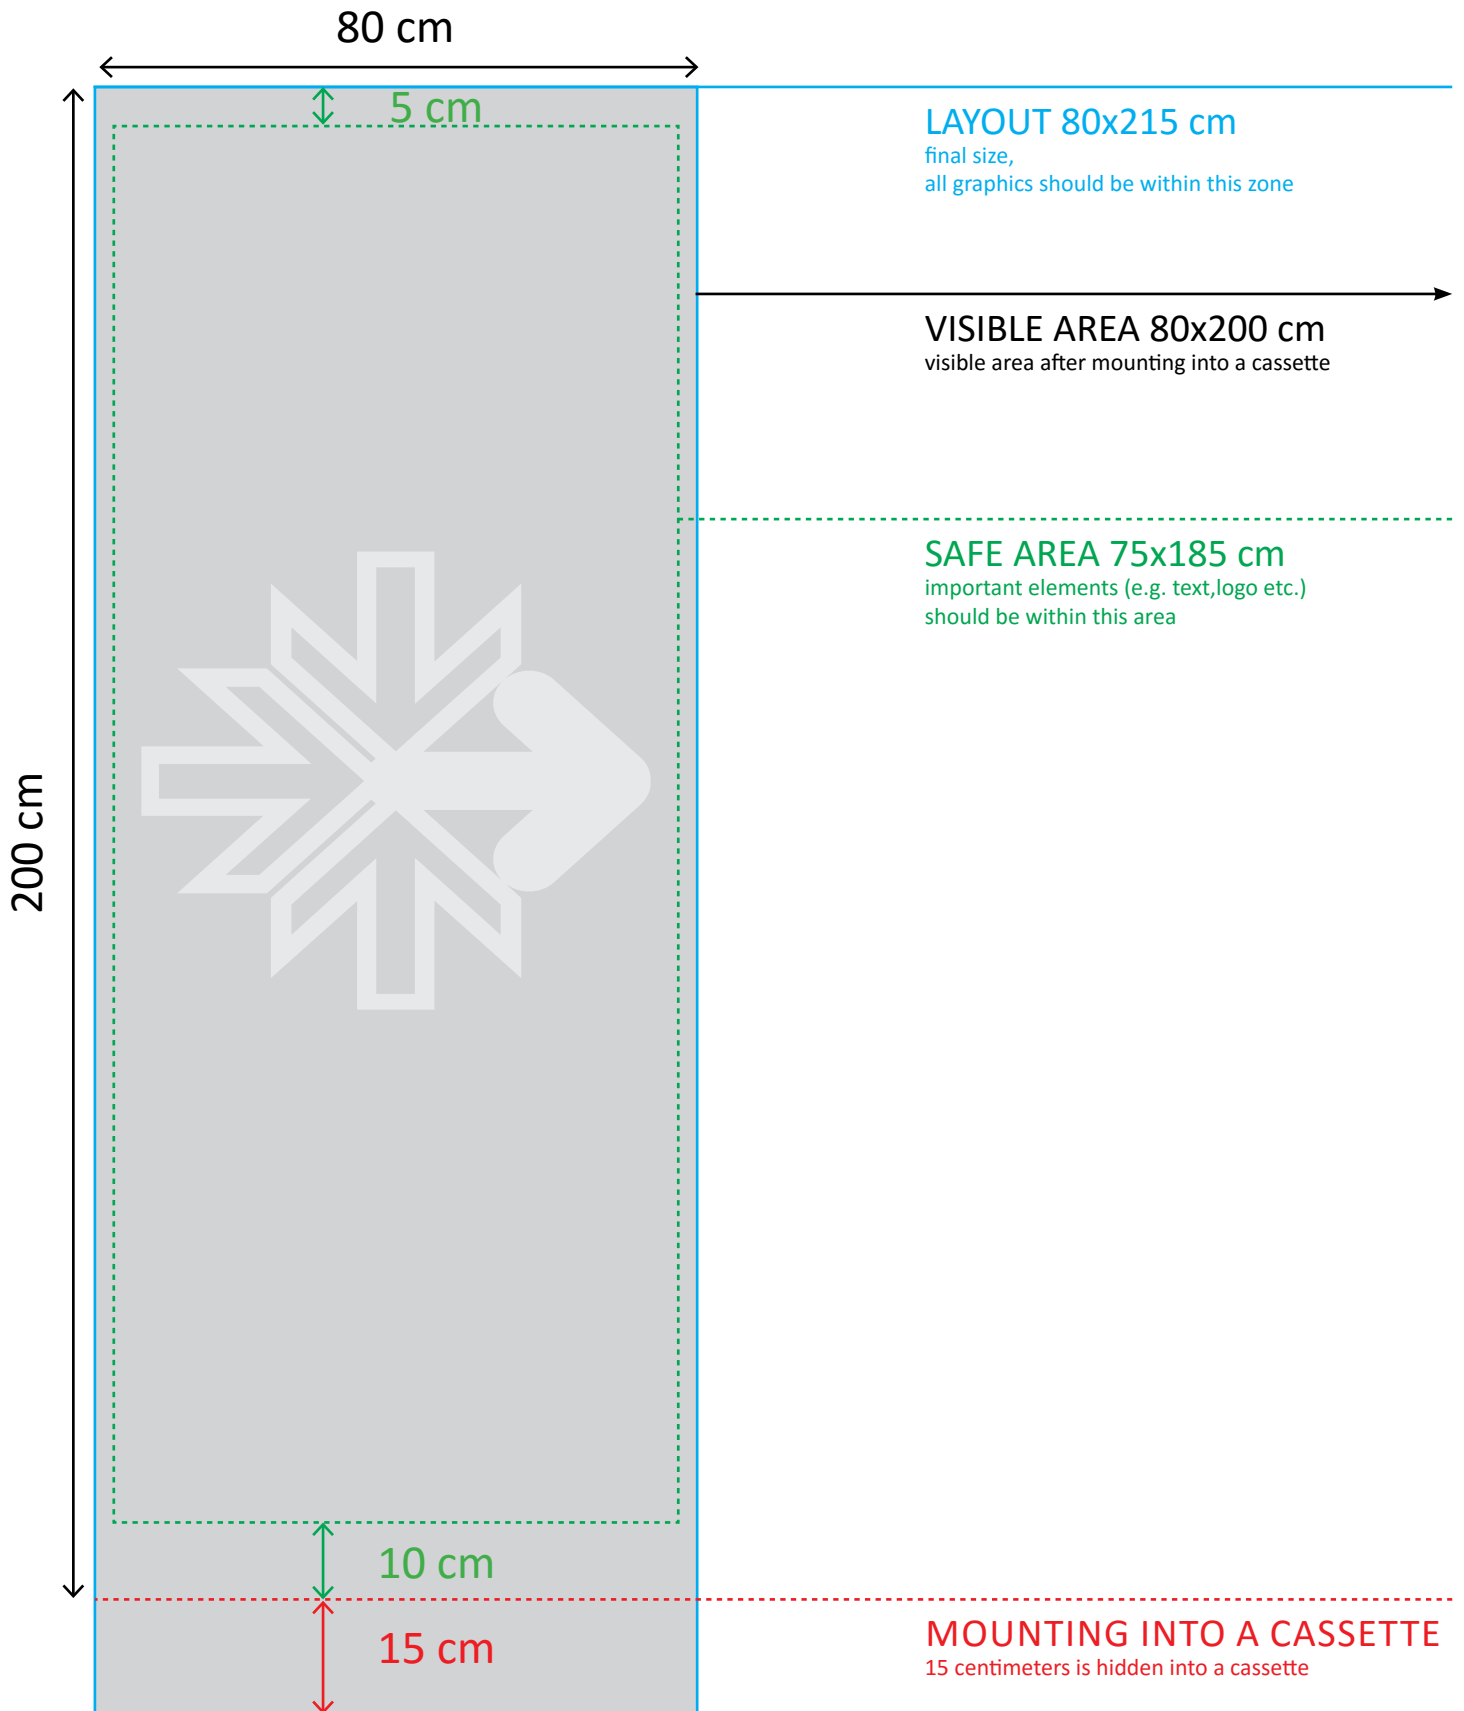 80 cm
5 cm
LAYOUT 80x215 cm
final size,
all graphics should be within this zone
VISIBLE AREA 80x200 cm
visible area after mounting into a cassette
SAFE AREA 75x185 cm
important elements (e.g. text,logo etc.)
should be within this area
200 cm
10 cm
15 cm
MOUNTING INTO A CASSETTE
15 centimeters is hidden into a cassette